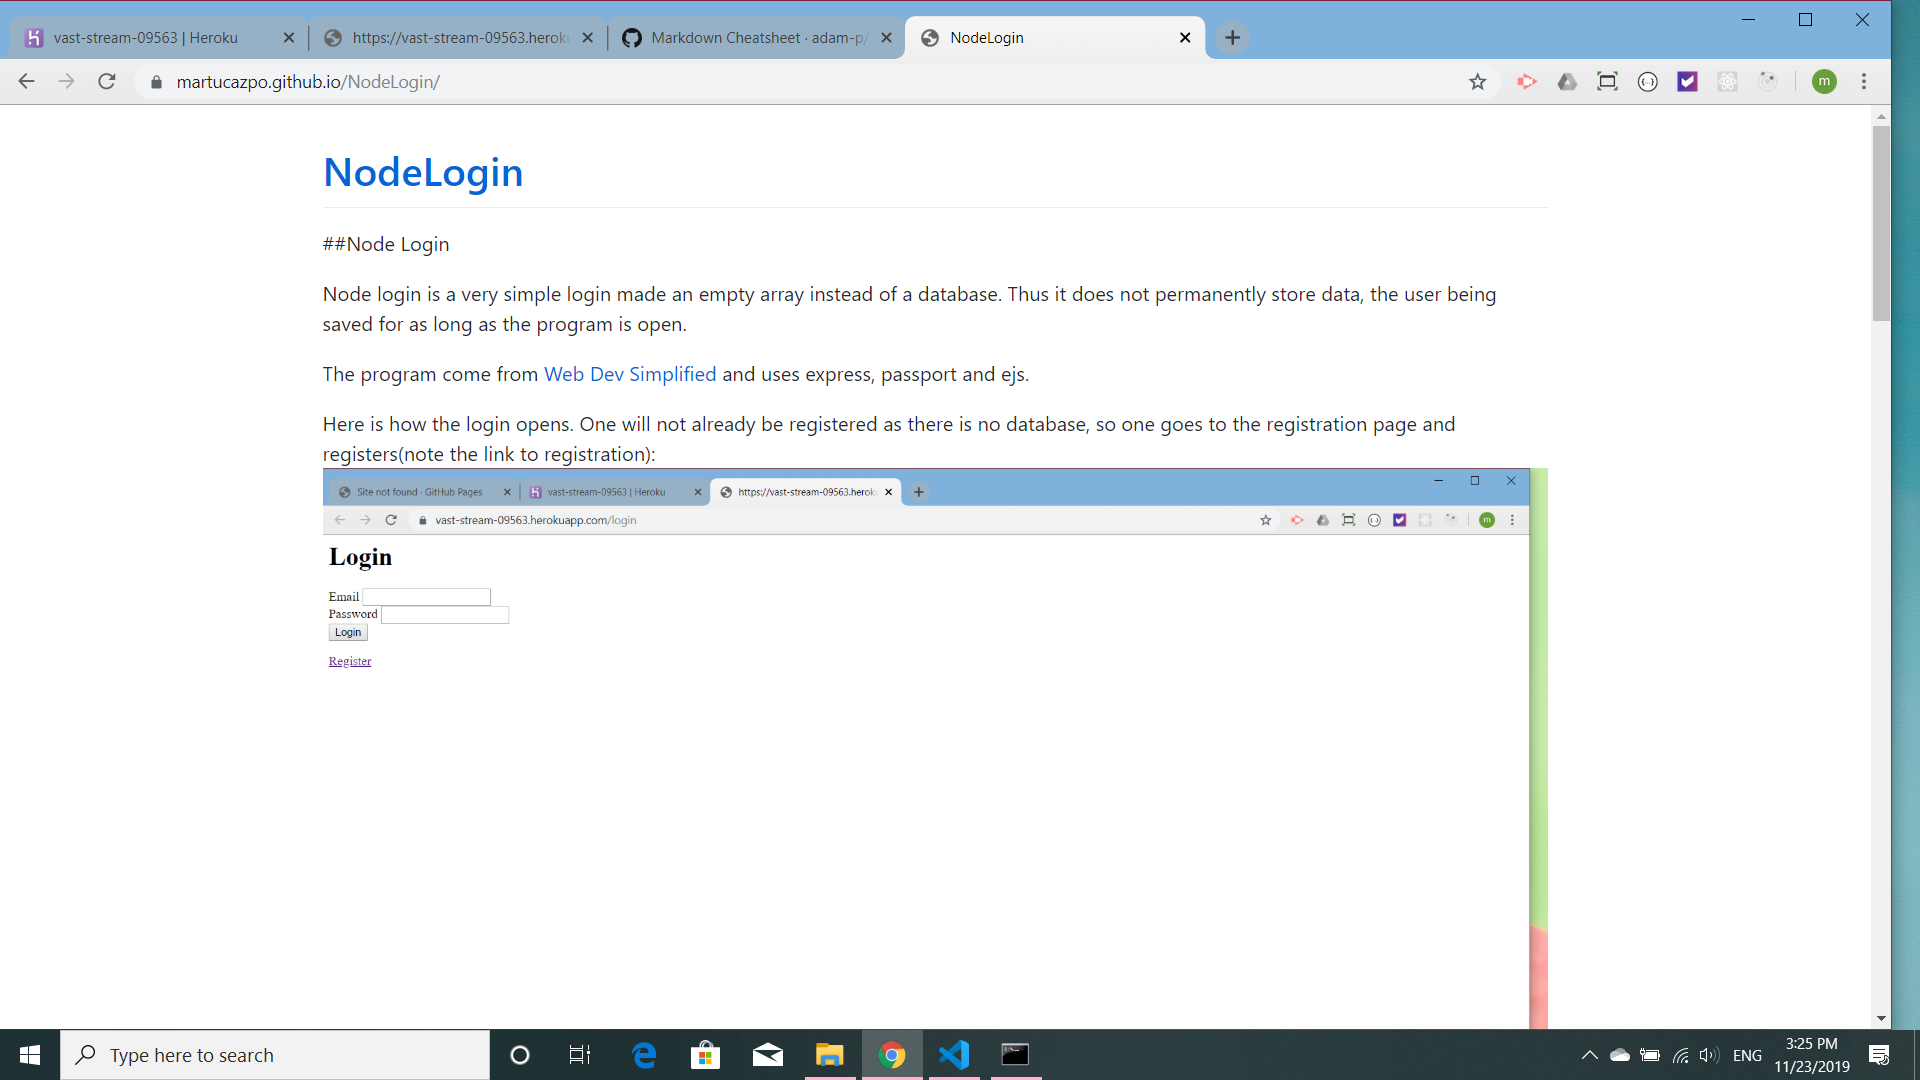 vast-stream-09563 | Heroku
https://vast-stream-09563.heroku
Markdown Cheatsheet · adam-p/
NodeLogin
martucazpo.github.io/NodeLogin/
m
NodeLogin
##Node Login
Node login is a very simple login made an empty array instead of a database. Thus it does not permanently store data, the user being
saved for as long as the program is open.
The program come from Web Dev Simplified and uses express, passport and ejs.
Here is how the login opens. One will not already be registered as there is no database, so one goes to the registration page and
registers(note the link to registration):
Site not found · GitHub Pages
vast-stream-09563 | Heroku
https://vast-stream-09563.heroku
vast-stream-09563.herokuapp.com/login
m
Login
Email
Password
Login
Register
Type here to search
ENG
3:25 PM
11/23/2019